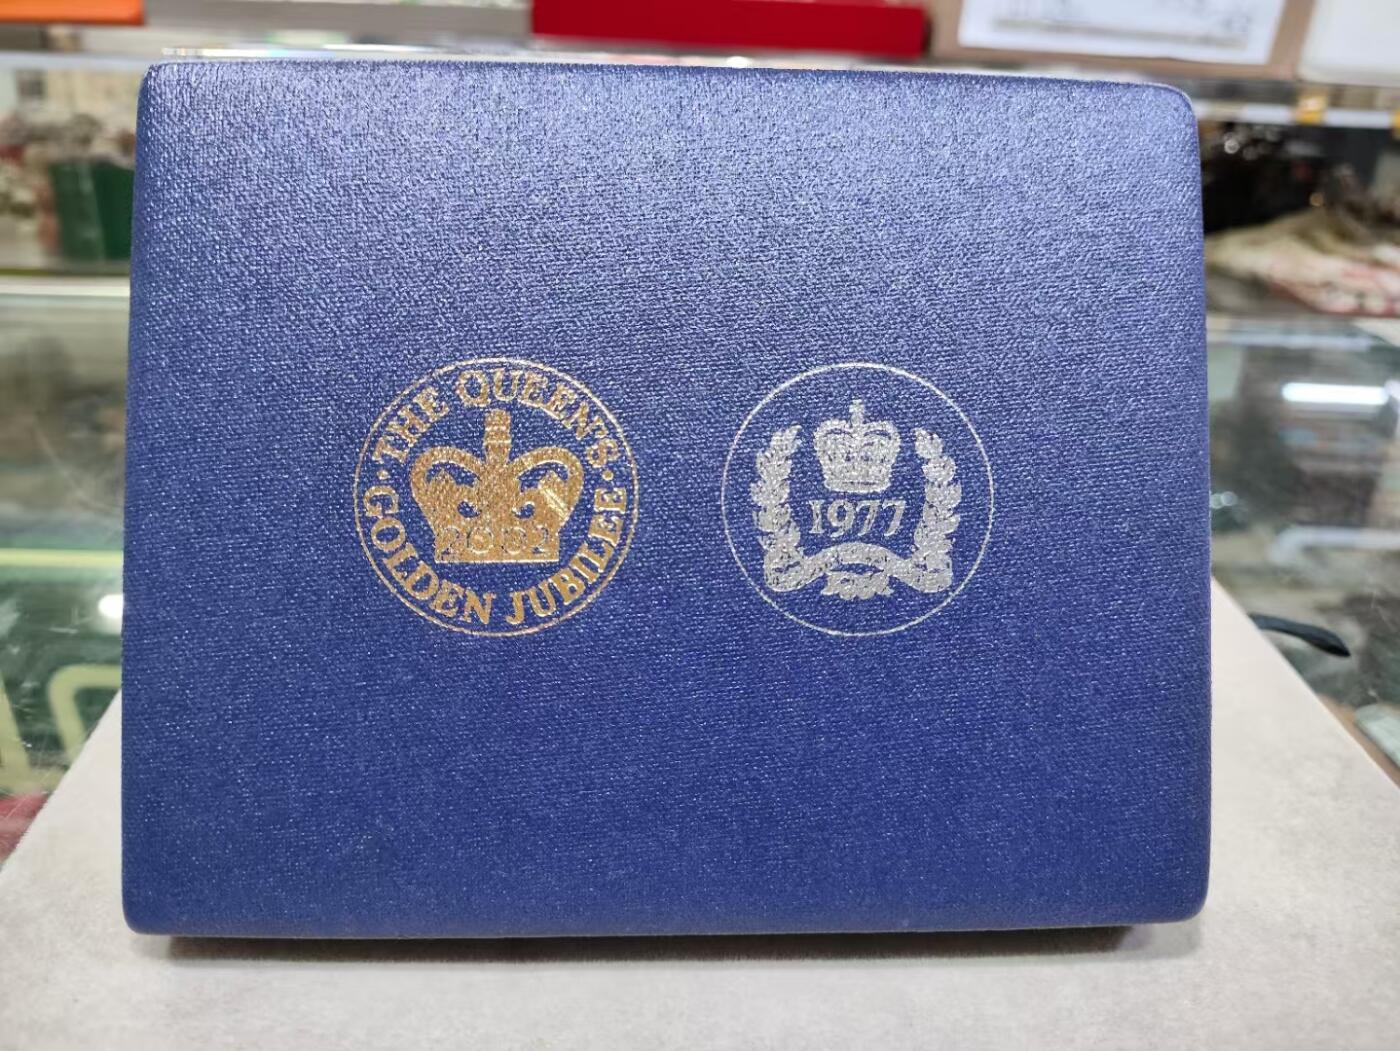 ·THE QUEEN'S·
GOLDEN JUBILEE
2002
1977